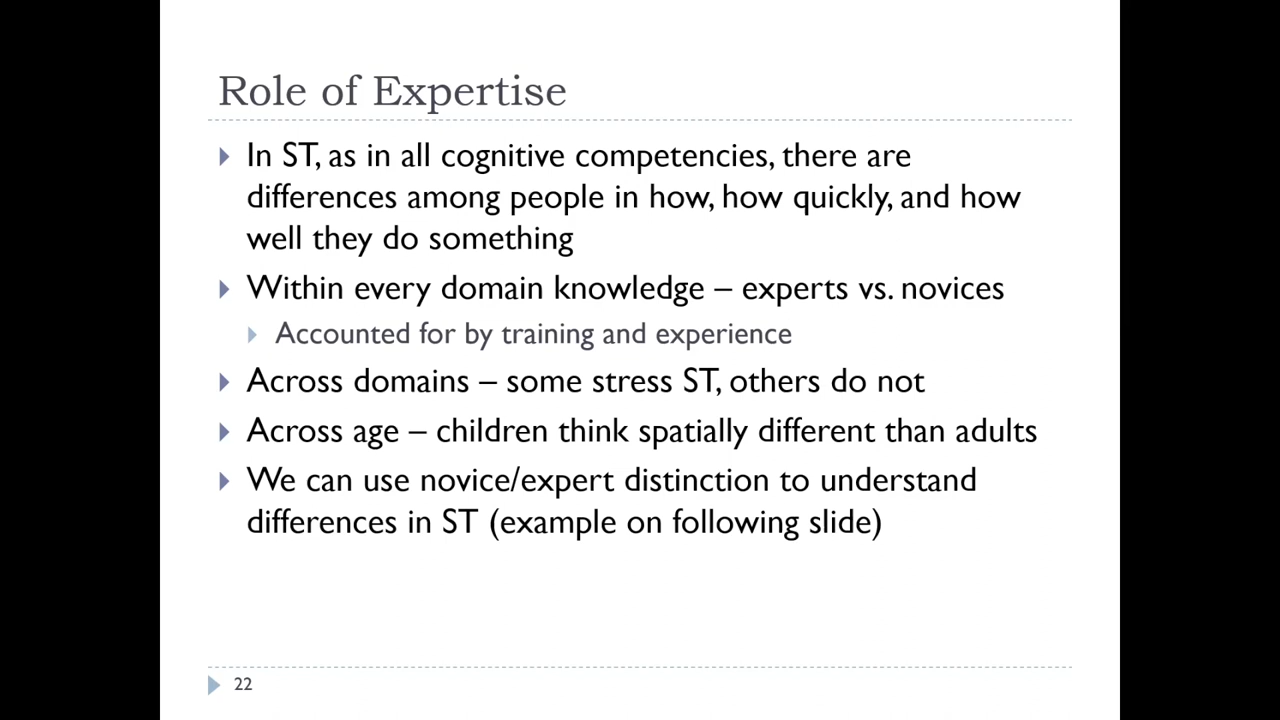 Role of Expertise
In ST, as in all cognitive competencies, there are
differences among people in how, how quickly, and how
well they do something
Within every domain knowledge – experts vs. novices
Accounted for by training and experience
Across domains – some stress ST, others do not
Across age – children think spatially different than adults
We can use novice/expert distinction to understand
differences in ST (example on following slide)
22